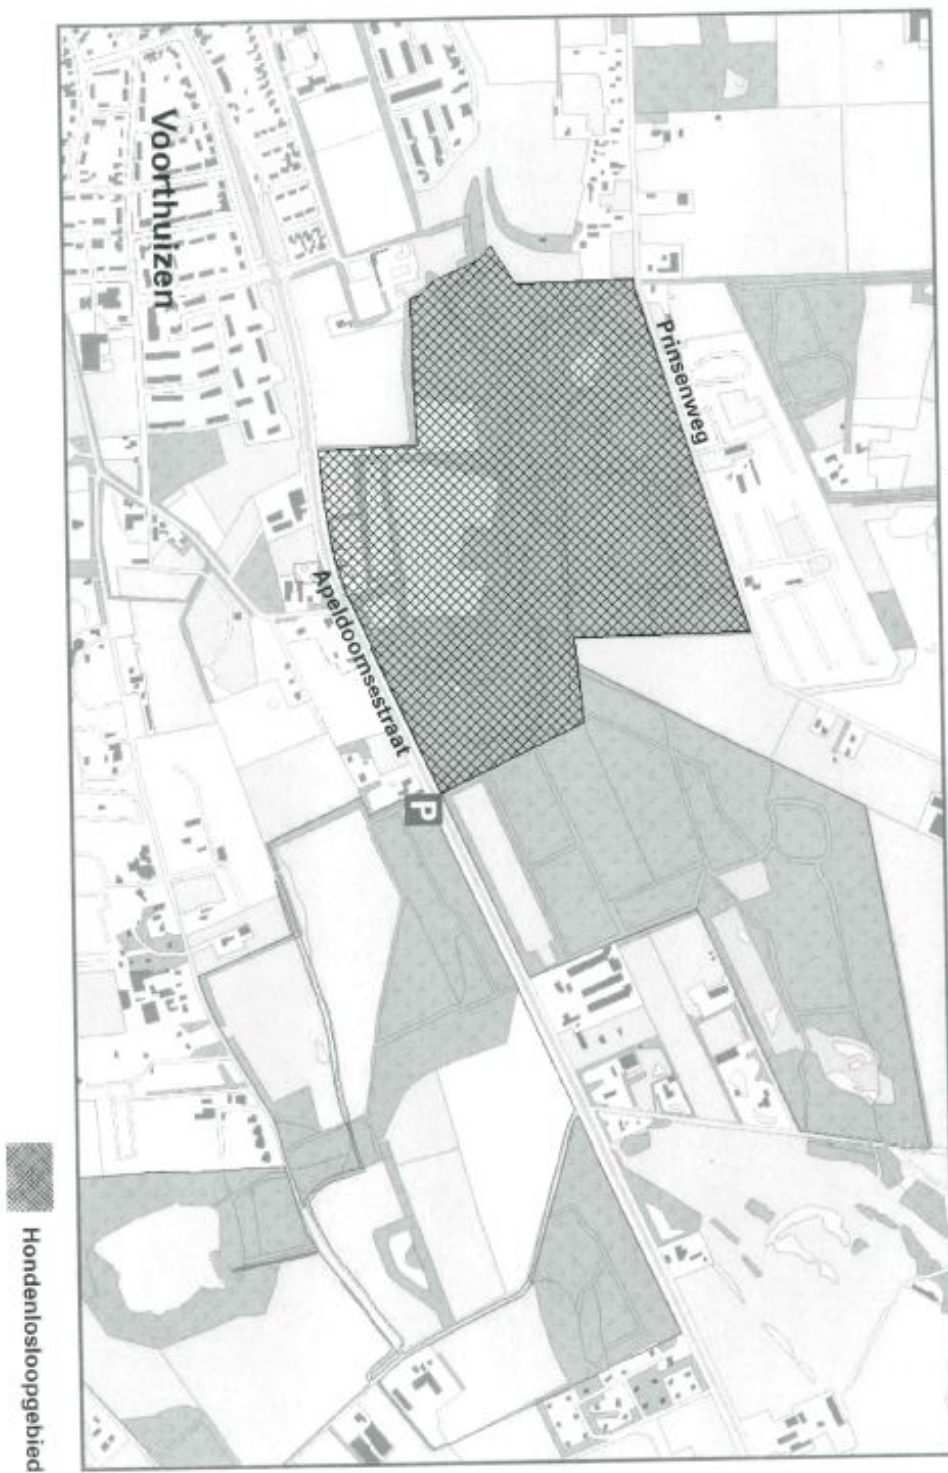 Voorthuizen
Prinsenweg
Apeldoornsestraat
P
Hondenlosloopgebied